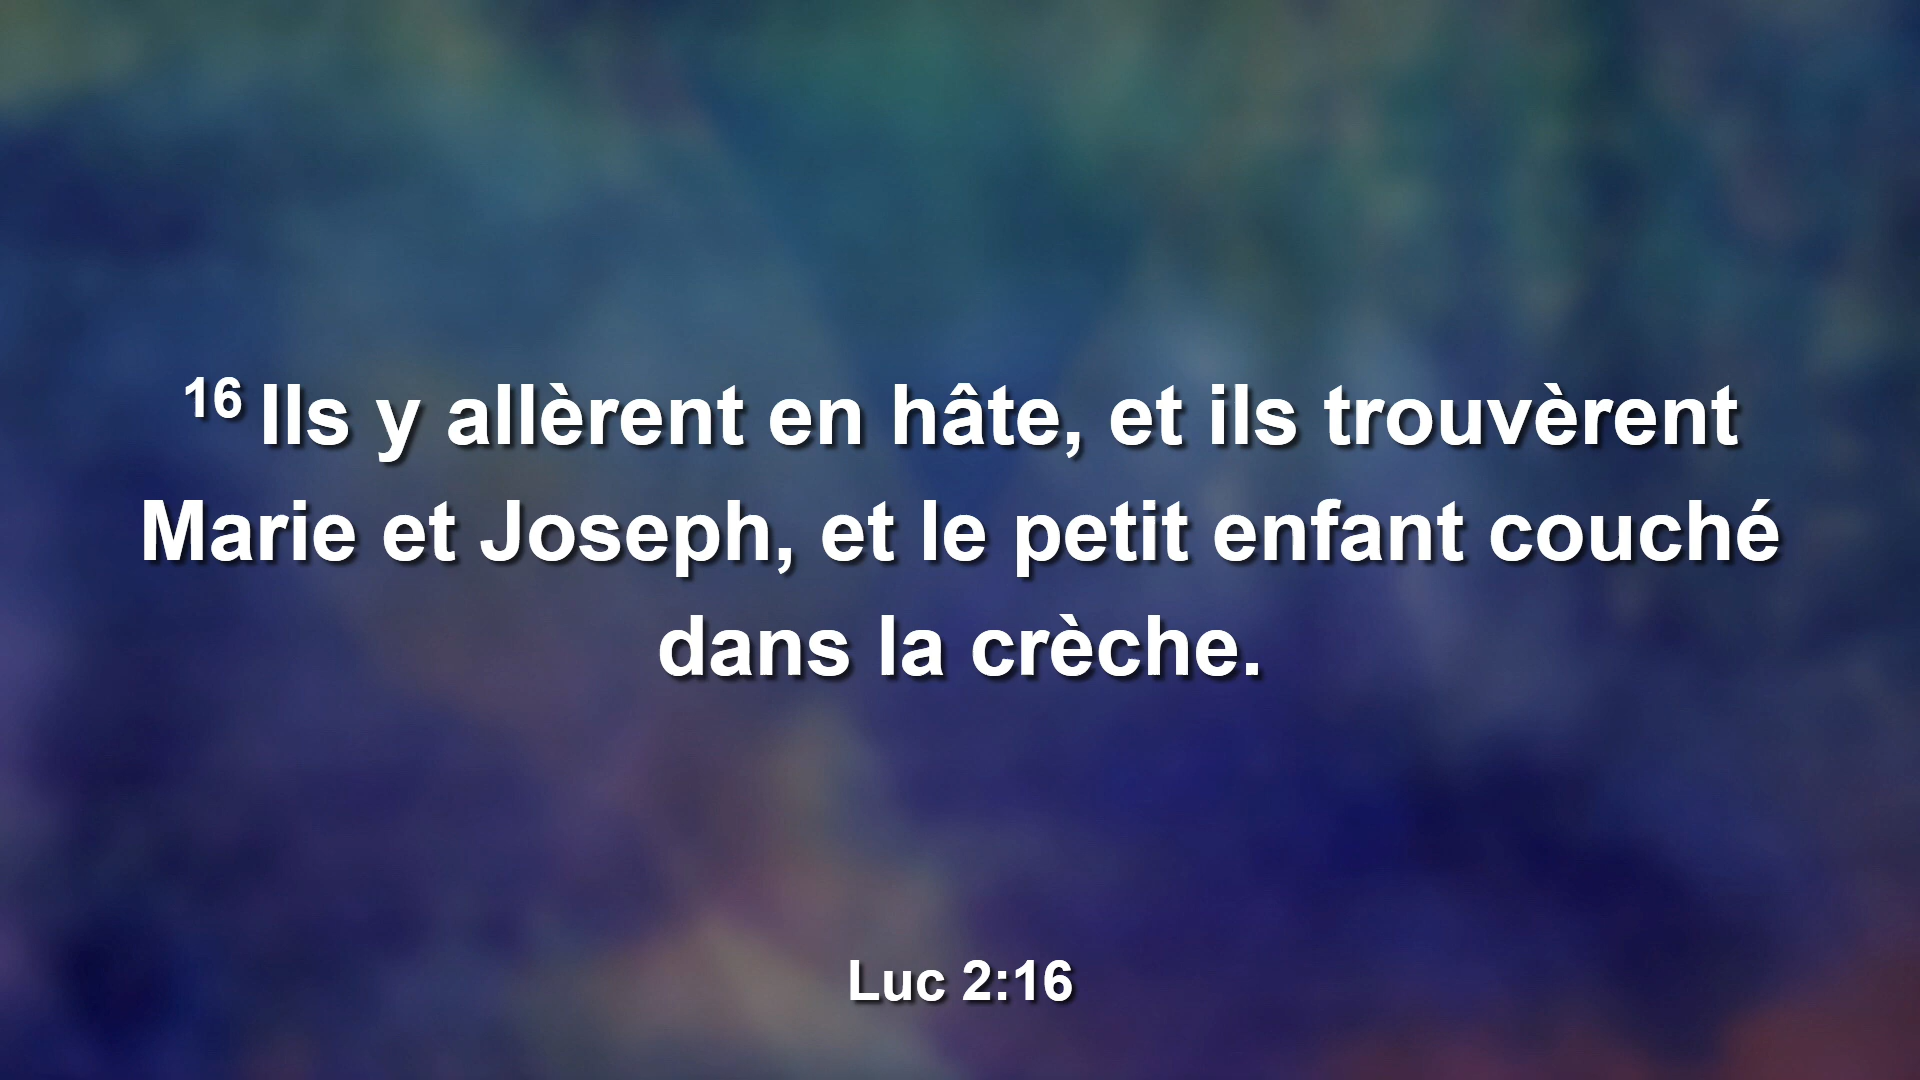 16 Ils y allèrent en hâte, et ils trouvèrent
Marie et Joseph, et le petit enfant couché
dans la crèche.
Luc 2:16